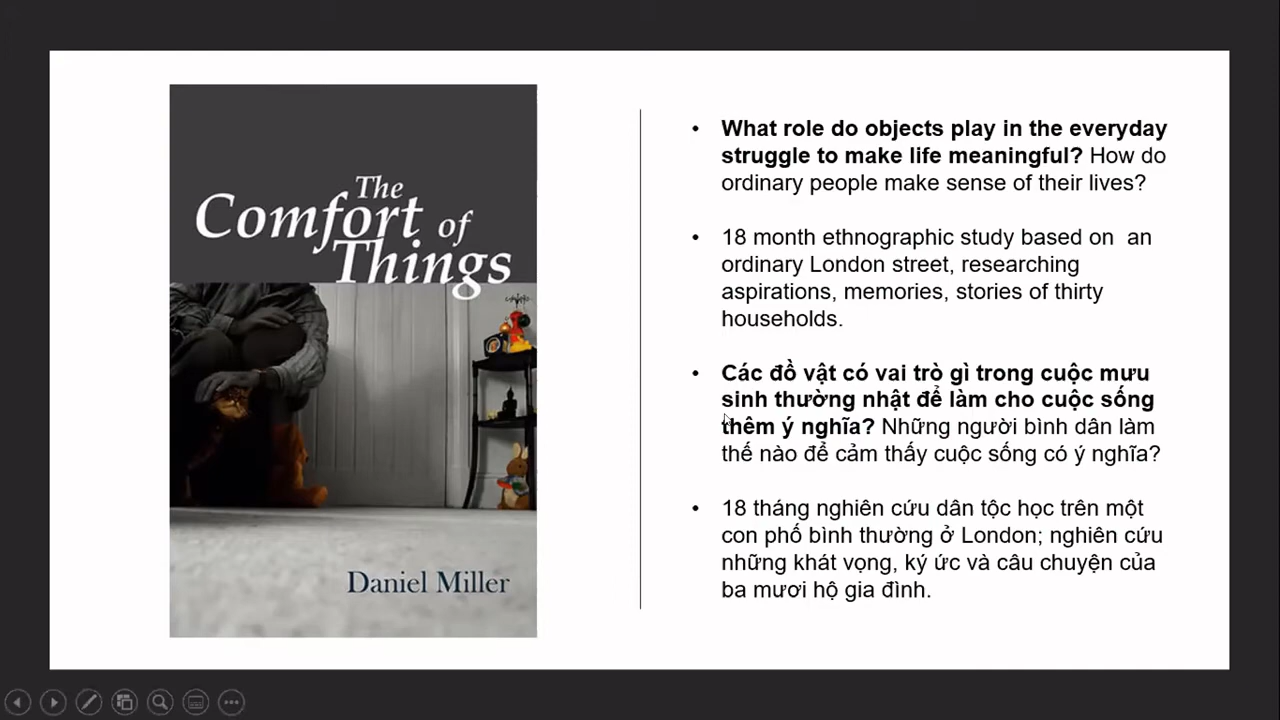 The
Comfort of
Things
Daniel Miller
• What role do objects play in the everyday
struggle to make life meaningful? How do
ordinary people make sense of their lives?
• 18 month ethnographic study based on  an
ordinary London street, researching
aspirations, memories, stories of thirty
households.
• Các đồ vật có vai trò gì trong cuộc mưu
sinh thường nhật để làm cho cuộc sống
thêm ý nghĩa? Những người bình dân làm
thế nào để cảm thấy cuộc sống có ý nghĩa?
• 18 tháng nghiên cứu dân tộc học trên một
con phố bình thường ở London; nghiên cứu
những khát vọng, ký ức và câu chuyện của
ba mươi hộ gia đình.